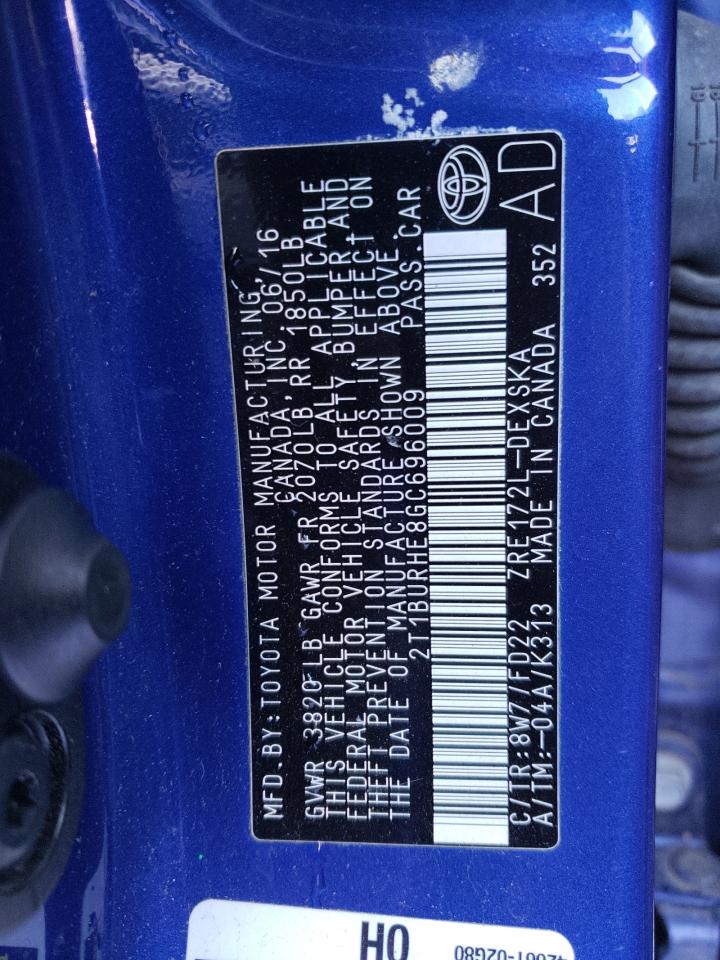 MFD. BY: TOYOTA MOTOR MANUFACTURING,
CANADA, INC. 06/16
GVWR 3820 LB GAWR FR 2070LB, RR 1850LB
THIS VEHICLE CONFORMS TO ALL APPLICABLE
FEDERAL MOTOR VEHICLE SAFETY, BUMPER AND
THEFT PREVENTION STANDARDS IN EFFECT ON
THE DATE OF MANUFACTURE SHOWN ABOVE.
2T1BURHE8GC696009 PASS. CAR
C/TR: 8W7/FD22 ZRE172L-DEXSKA
A/TM: -04A/K313 MADE IN CANADA 352
AD
HO
42661-02G80